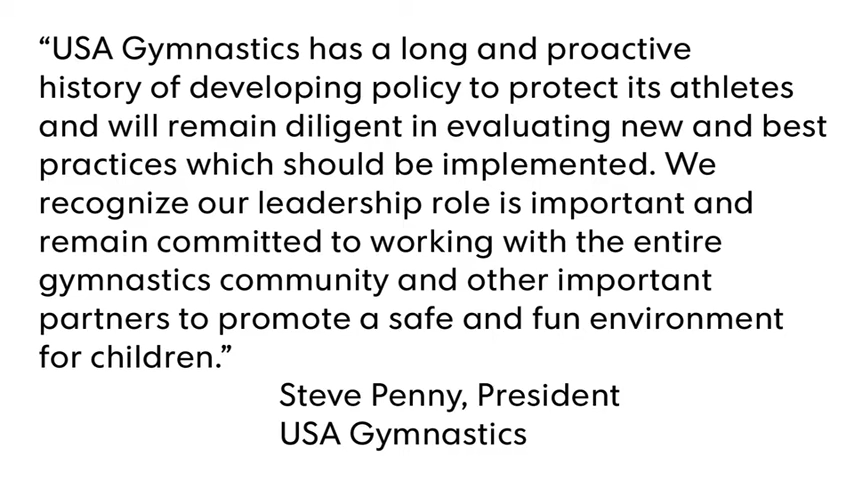 “USA Gymnastics has a long and proactive
history of developing policy to protect its athletes
and will remain diligent in evaluating new and best
practices which should be implemented. We
recognize our leadership role is important and
remain committed to working with the entire
gymnastics community and other important
partners to promote a safe and fun environment
for children.”
Steve Penny, President
USA Gymnastics